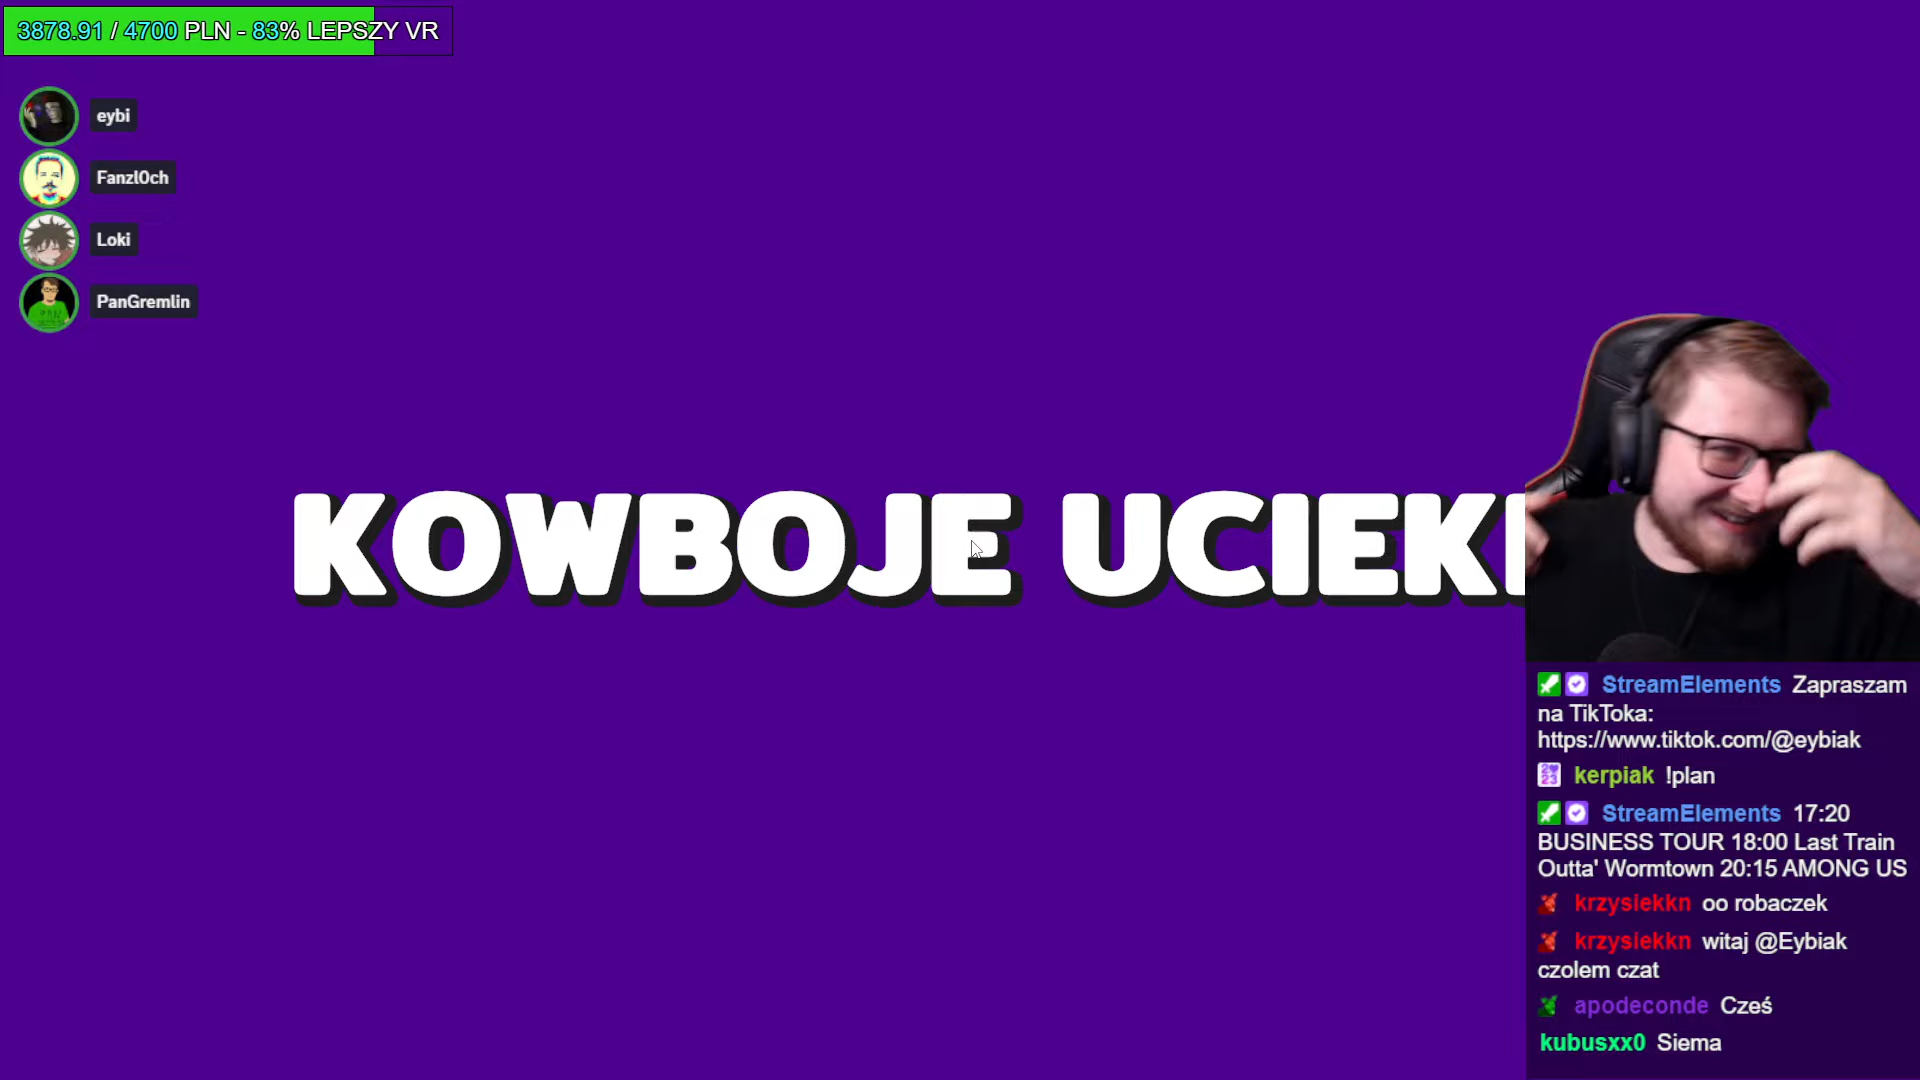 3878.91 / 4700 PLN - 83% LEPSZY VR
eybi
Fanzl0ch
Loki
PanGremlin
KOWBOJE UCIEK
StreamElements Zapraszam
na TikToka:
https://www.tiktok.com/@eybiak
kerpiak !plan
StreamElements 17:20
BUSINESS TOUR 18:00 Last Train
Outta' Wormtown 20:15 AMONG US
krzysiekkn oo robaczek
krzysiekkn witaj @Eybiak
czolem czat
apodeconde Cześ
kubusxx0 Siema